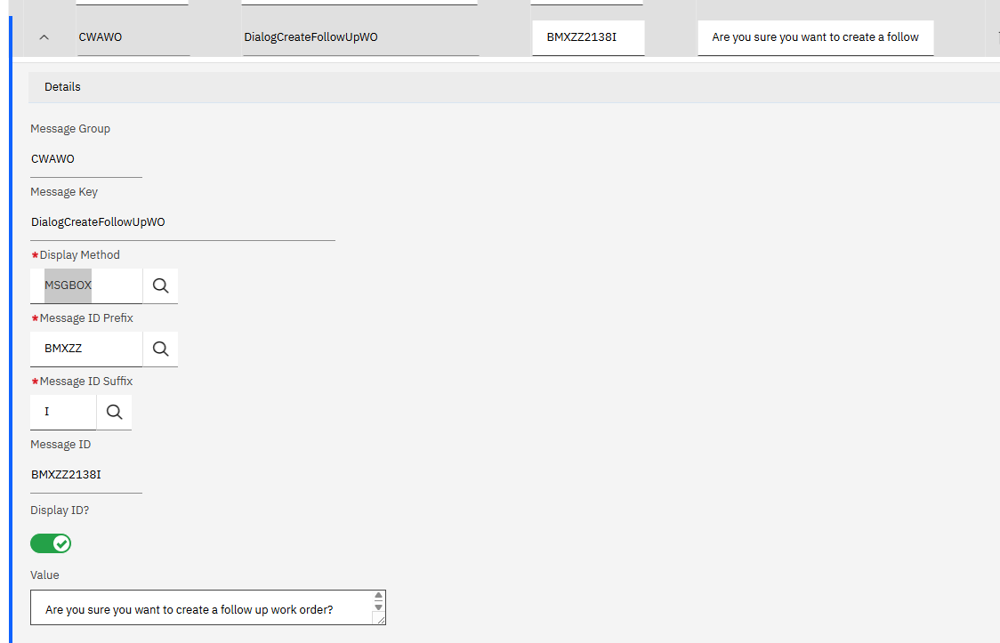 CWAWO DialogCreateFollowUpWO BMXZZ2138I Are you sure you want to create a follow
Details
Message Group
CWAWO
Message Key
DialogCreateFollowUpWO
*Display Method
MSGBOX
*Message ID Prefix
BMXZZ
*Message ID Suffix
I
Message ID
BMXZZ2138I
Display ID?
Value
Are you sure you want to create a follow up work order?